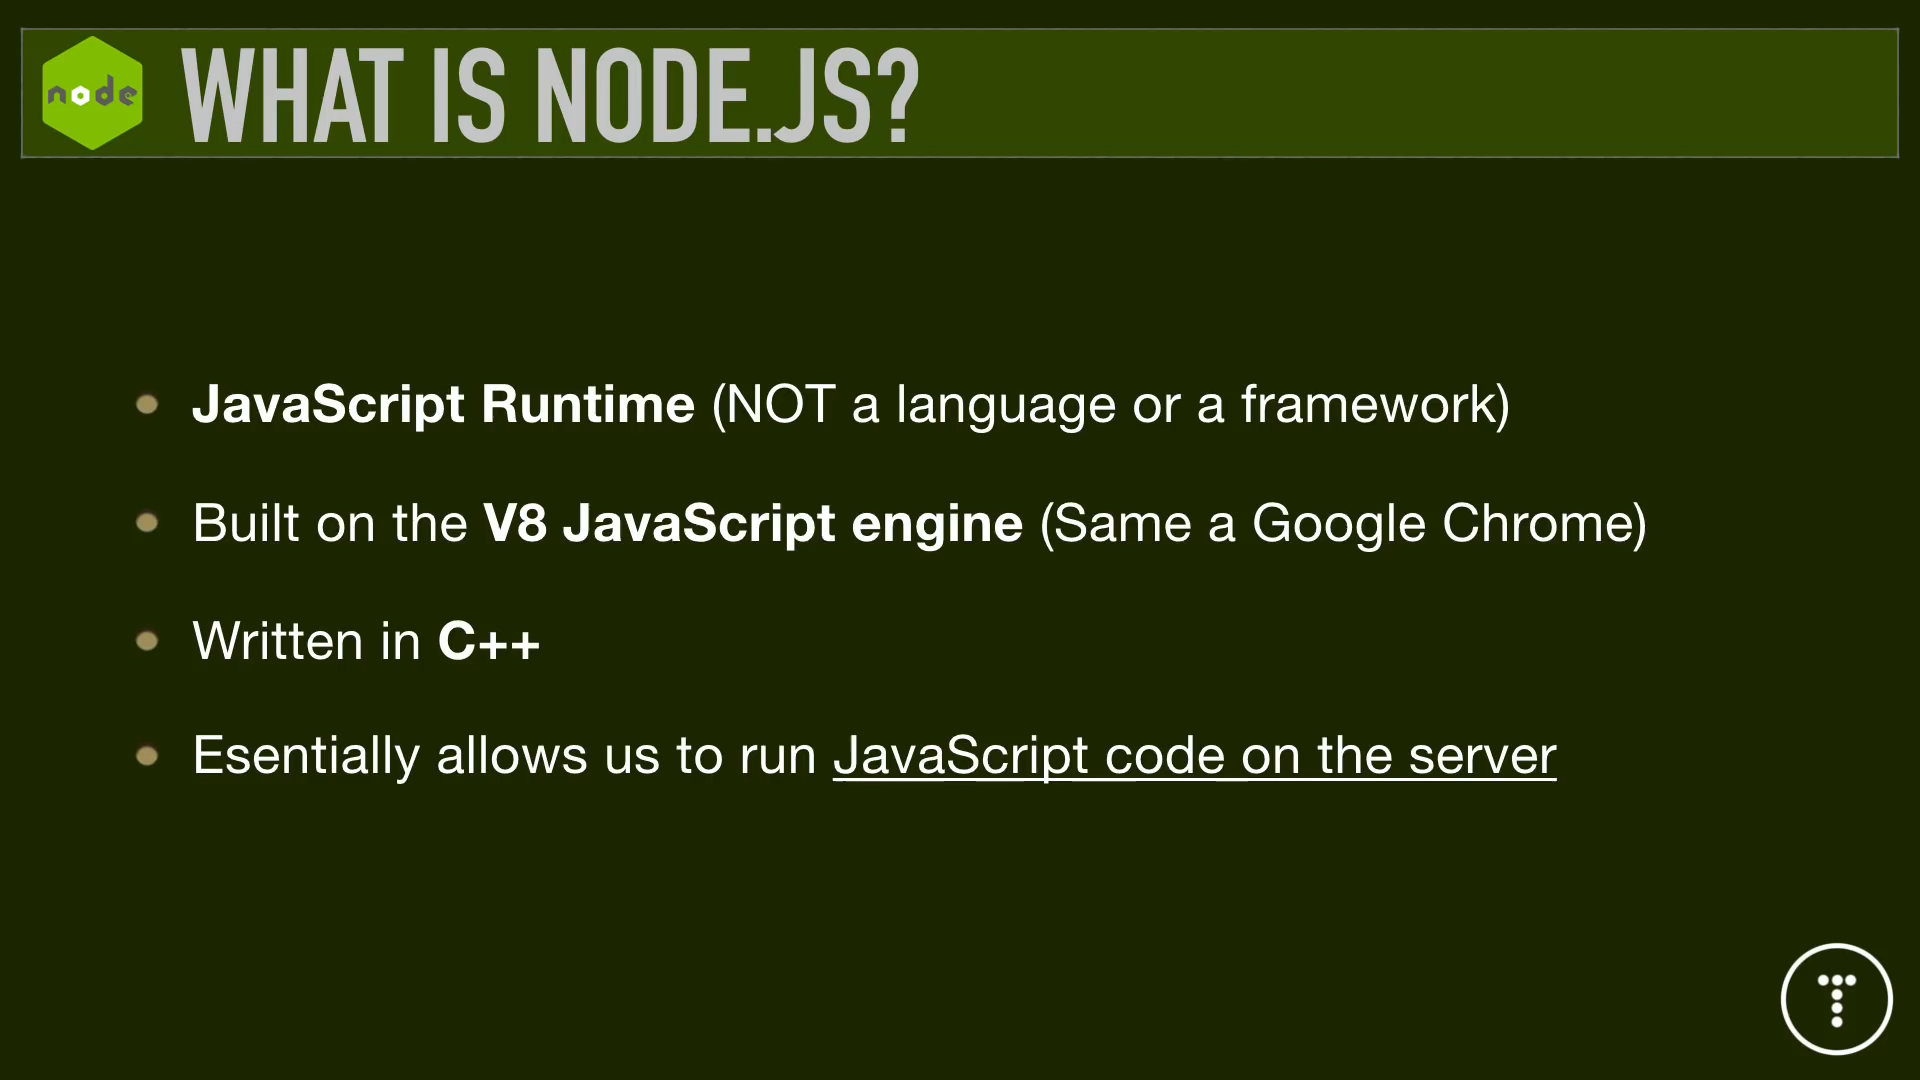 node
WHAT IS NODE.JS?
JavaScript Runtime (NOT a language or a framework)
Built on the V8 JavaScript engine (Same a Google Chrome)
Written in C++
Esentially allows us to run JavaScript code on the server
T